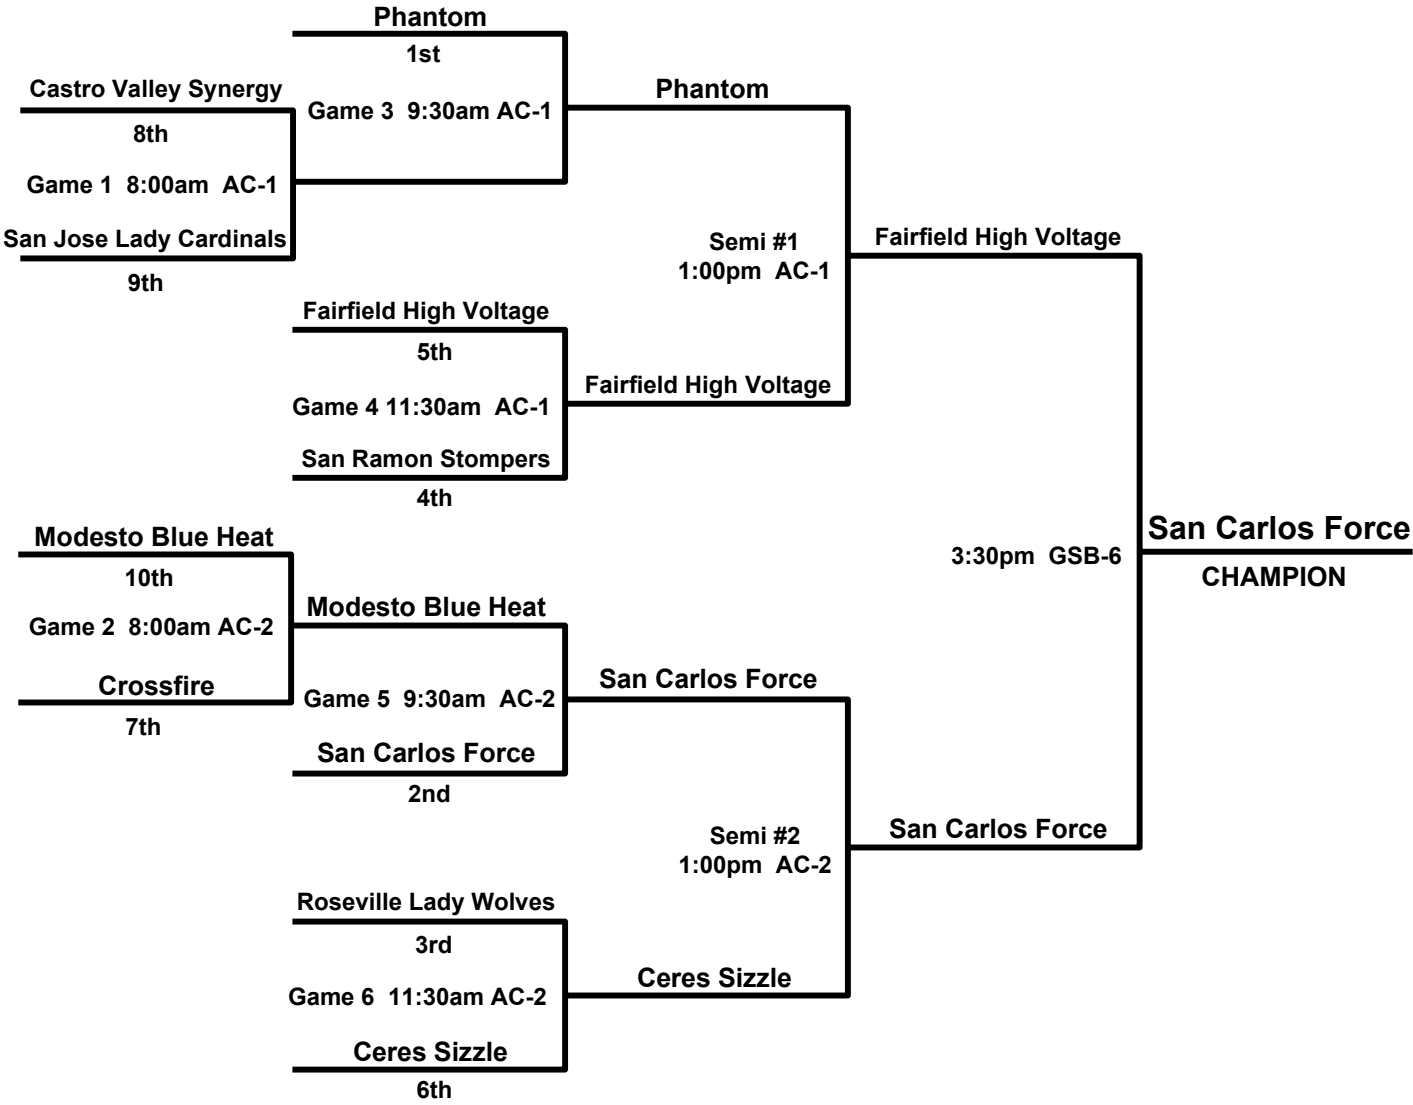 Phantom
1st
Castro Valley Synergy
8th
Game 3 9:30am AC-1
Phantom
Game 1 8:00am AC-1
San Jose Lady Cardinals
9th
Semi #1
1:00pm AC-1
Fairfield High Voltage
Fairfield High Voltage
5th
Game 4 11:30am AC-1
Fairfield High Voltage
San Ramon Stompers
4th
Modesto Blue Heat
10th
Game 2 8:00am AC-2
Modesto Blue Heat
Crossfire
7th
Game 5 9:30am AC-2
San Carlos Force
San Carlos Force
2nd
3:30pm GSB-6
San Carlos Force
CHAMPION
Semi #2
1:00pm AC-2
San Carlos Force
Roseville Lady Wolves
3rd
Game 6 11:30am AC-2
Ceres Sizzle
Ceres Sizzle
6th